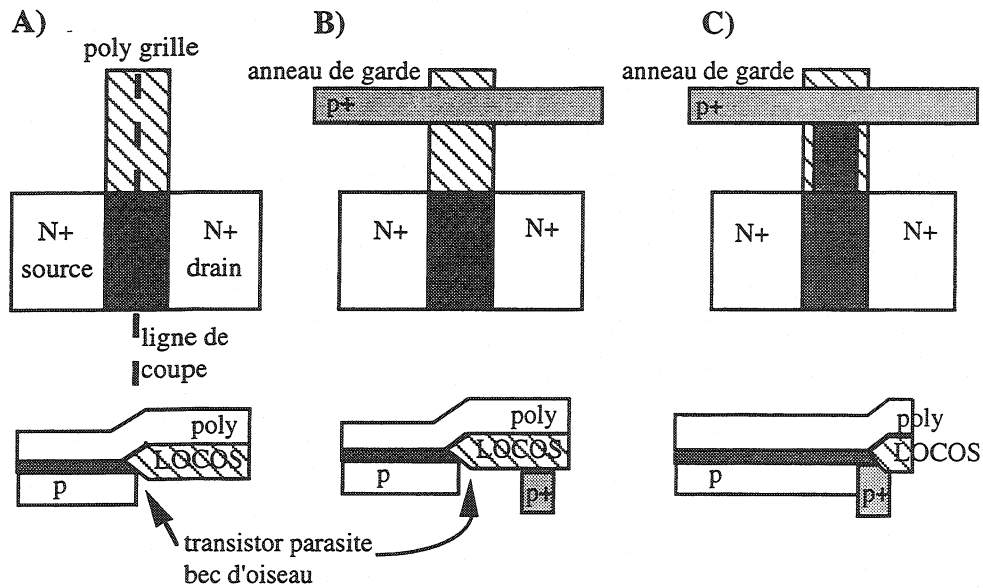 A)
B)
C)
poly grille
anneau de garde
anneau de garde
p+
p+
N+
source
N+
drain
N+
N+
N+
N+
ligne de
coupe
poly
LOCOS
p
poly
LOCOS
p
p+
poly
LOCOS
p
p+
transistor parasite
bec d'oiseau